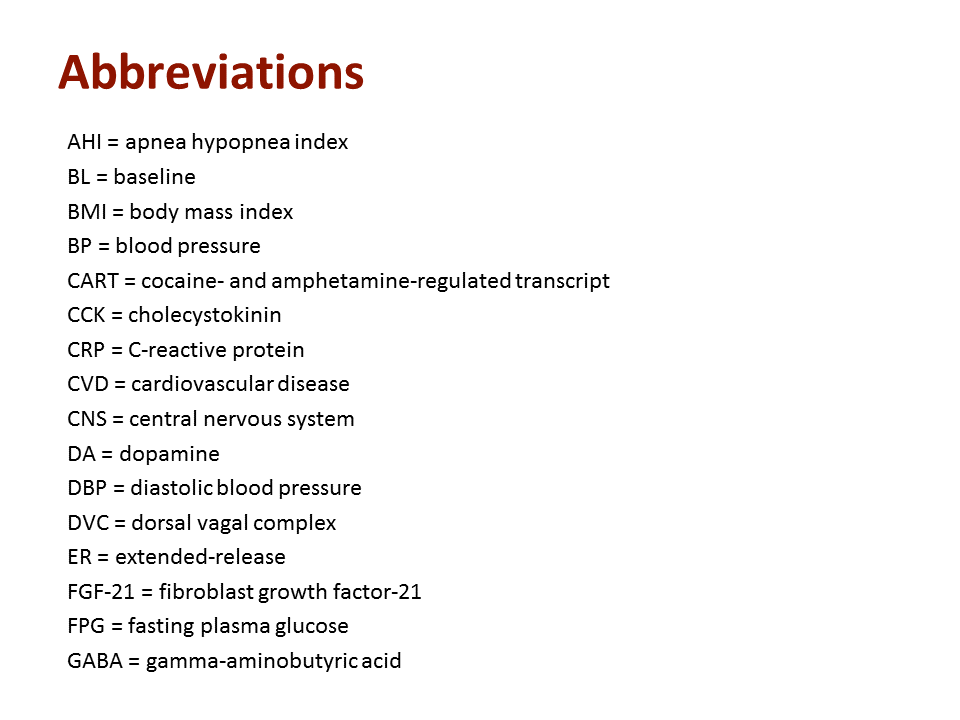 Abbreviations
AHI = apnea hypopnea index
BL = baseline
BMI = body mass index
BP = blood pressure
CART = cocaine- and amphetamine-regulated transcript
CCK = cholecystokinin
CRP = C-reactive protein
CVD = cardiovascular disease
CNS = central nervous system
DA = dopamine
DBP = diastolic blood pressure
DVC = dorsal vagal complex
ER = extended-release
FGF-21 = fibroblast growth factor-21
FPG = fasting plasma glucose
GABA = gamma-aminobutyric acid